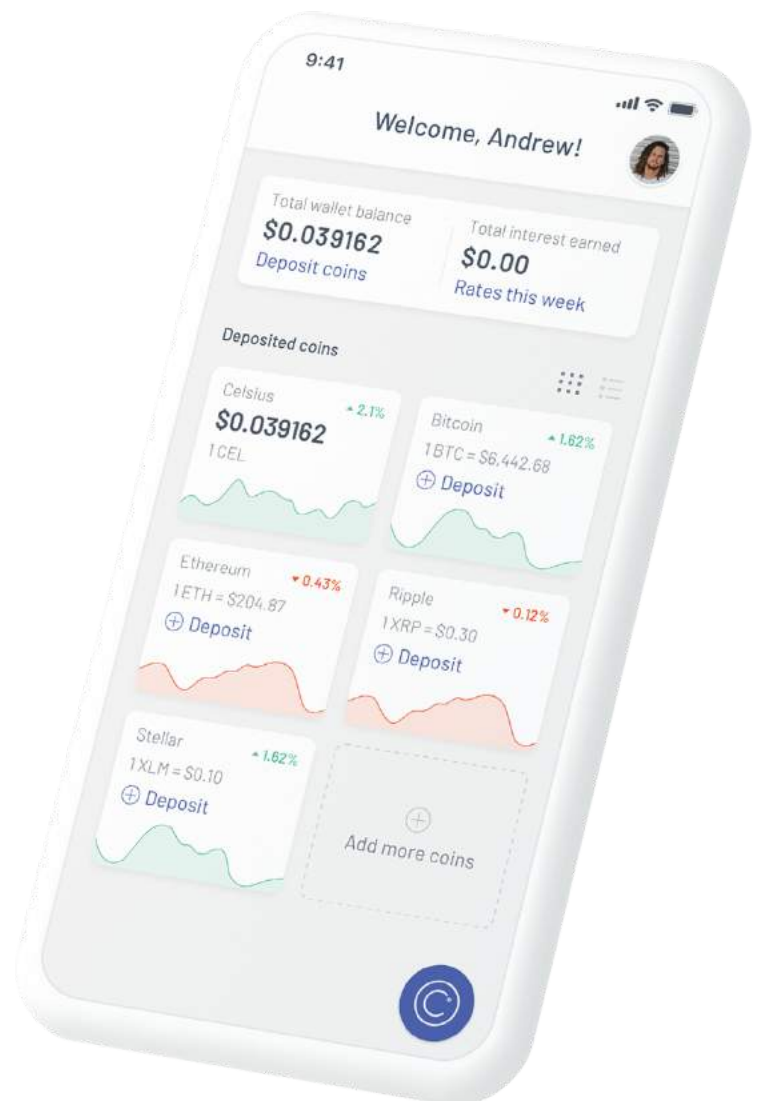 9:41
Welcome, Andrew!
Total wallet balance
$0.039162
Deposit coins
Total interest earned
$0.00
Rates this week
Deposited coins
Celsius
2.1%
$0.039162
1 CEL
Bitcoin
1.62%
1 BTC = $6,442.68
Deposit
Ethereum
0.43%
1 ETH = $204.87
Deposit
Ripple
0.12%
1 XRP = $0.30
Deposit
Stellar
1.62%
1 XLM = $0.10
Deposit
Add more coins